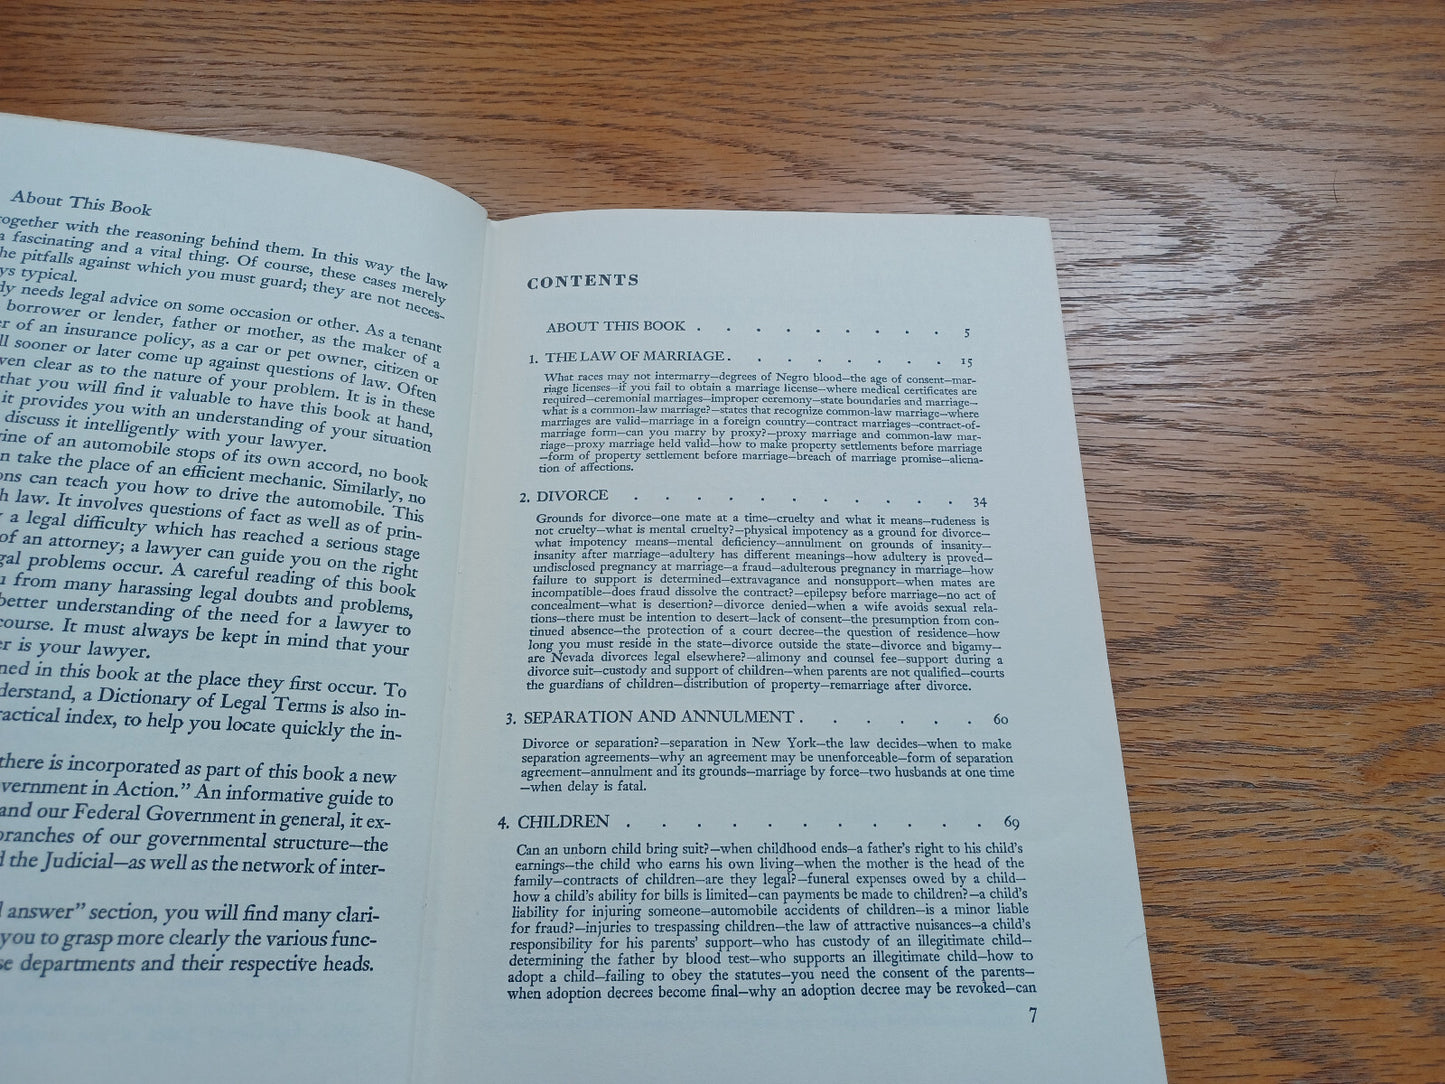 About This Book
together with the reasoning behind them. In this way the law
a fascinating and a vital thing. Of course, these cases merely
the pitfalls against which you must guard; they are not neces-
typical.
needs legal advice on some occasion or other. As a tenant
borrower or lender, father or mother, as the maker of a
of an insurance policy, as a car or pet owner, citizen or
sooner or later come up against questions of law. Often
even clear as to the nature of your problem. It is in these
that you will find it valuable to have this book at hand,
it provides you with an understanding of your situation
discuss it intelligently with your lawyer.
of an automobile stops of its own accord, no book
take the place of an efficient mechanic. Similarly, no
can teach you how to drive the automobile. This
law. It involves questions of fact as well as of prin-
a legal difficulty which has reached a serious stage
of an attorney; a lawyer can guide you on the right
problems occur. A careful reading of this book
from many harassing legal doubts and problems,
better understanding of the need for a lawyer to
course. It must always be kept in mind that your
is your lawyer.
in this book at the place they first occur. To
a Dictionary of Legal Terms is also in-
index, to help you locate quickly the in-
there is incorporated as part of this book a new
in Action.” An informative guide to
and our Federal Government in general, it ex-
branches of our governmental structure—the
the Judicial—as well as the network of inter-
answer” section, you will find many clari-
you to grasp more clearly the various func-
departments and their respective heads.
CONTENTS
ABOUT THIS BOOK . . . . . . . . . . 5
1. THE LAW OF MARRIAGE . . . . . . . . . 15
What races may not intermarry—degrees of Negro blood—the age of consent—mar-
riage licenses—if you fail to obtain a marriage license—where medical certificates are
required—ceremonial marriages—improper ceremony—state boundaries and marriage—
what is a common-law marriage?—states that recognize common-law marriage—where
marriages are valid—marriage in a foreign country—contract marriages—contract-of-
marriage form—can you marry by proxy?—proxy marriage and common-law mar-
riage—proxy marriage held valid—how to make property settlements before marriage
—form of property settlement before marriage—breach of marriage promise—aliena-
tion of affections.
2. DIVORCE . . . . . . . . . . . . 34
Grounds for divorce—one mate at a time—cruelty and what it means—rudeness is
not cruelty—what is mental cruelty?—physical impotency as a ground for divorce—
what impotency means—mental deficiency—annulment on grounds of insanity—
insanity after marriage—adultery has different meanings—how adultery is proved—
undisclosed pregnancy at marriage—a fraud—adulterous pregnancy in marriage—how
failure to support is determined—extravagance and nonsupport—when mates are
incompatible—does fraud dissolve the contract?—epilepsy before marriage—no act of
concealment—what is desertion?—divorce denied—when a wife avoids sexual rela-
tions—there must be intention to desert—lack of consent—the presumption from con-
tinued absence—the protection of a court decree—the question of residence—how
long you must reside in the state—divorce outside the state—divorce and bigamy—
are Nevada divorces legal elsewhere?—alimony and counsel fee—support during a
divorce suit—custody and support of children—when parents are not qualified—courts
the guardians of children—distribution of property—remarriage after divorce.
3. SEPARATION AND ANNULMENT . . . . . . . 60
Divorce or separation?—separation in New York—the law decides—when to make
separation agreements—why an agreement may be unenforceable—form of separation
agreement—annulment and its grounds—marriage by force—two husbands at one time
—when delay is fatal.
4. CHILDREN . . . . . . . . . . . 69
Can an unborn child bring suit?—when childhood ends—a father's right to his child's
earnings—the child who earns his own living—when the mother is the head of the
family—contracts of children—are they legal?—funeral expenses owed by a child—
how a child's ability for bills is limited—can payments be made to children?—a child's
liability for injuring someone—automobile accidents of children—is a minor liable
for fraud?—injuries to trespassing children—the law of attractive nuisances—a child's
responsibility for his parents' support—who has custody of an illegitimate child—
determining the father by blood test—who supports an illegitimate child—how to
adopt a child—failing to obey the statutes—you need the consent of the parents—
when adoption decrees become final—why an adoption decree may be revoked—can
7